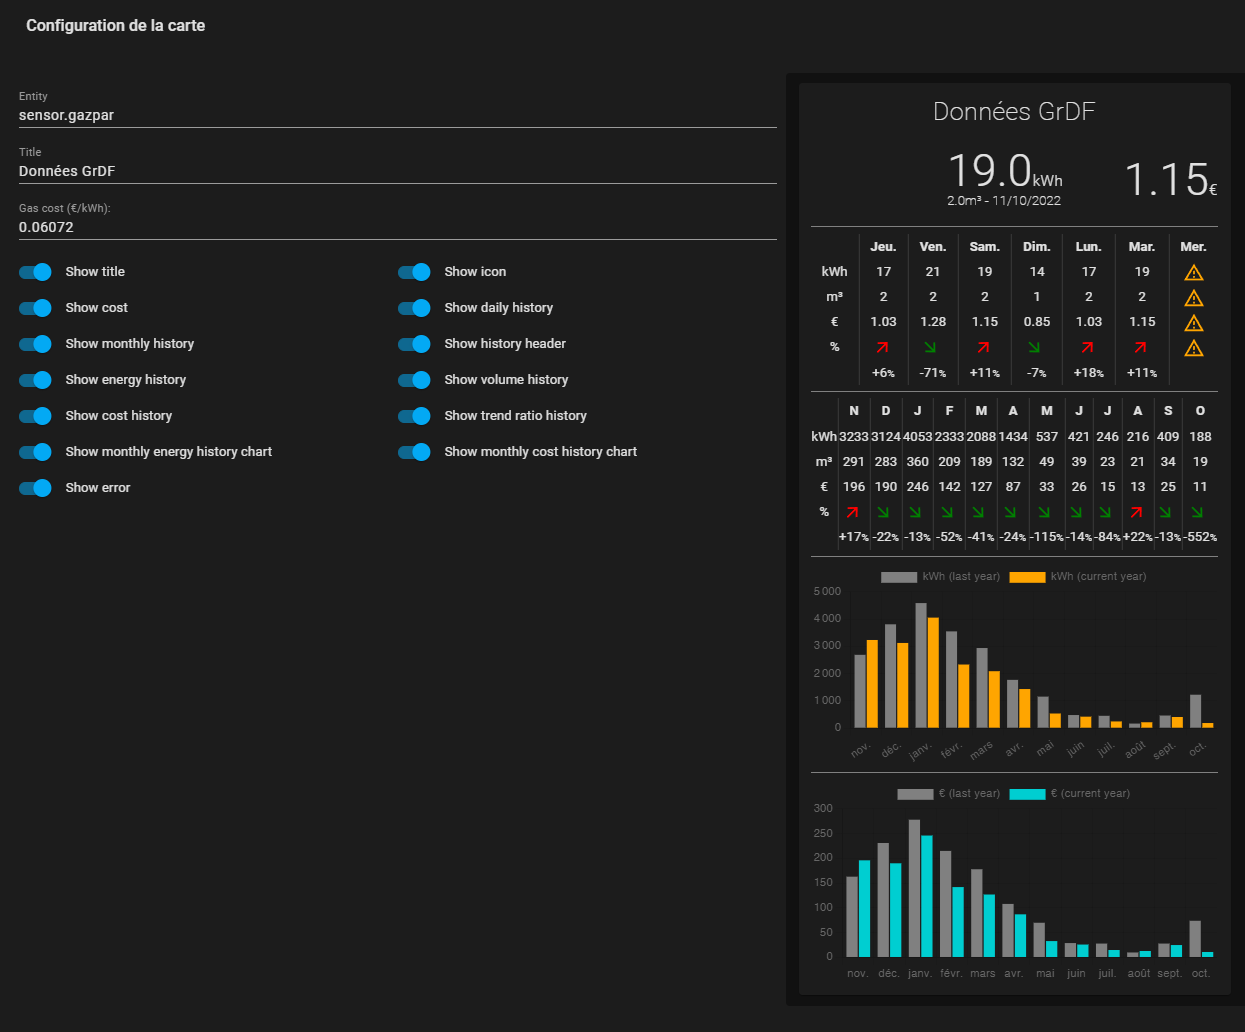 Configuration de la carte
Entity
sensor.gazpar
Title
Données GrDF
Gas cost (€/kWh):
0.06072
Show title
Show icon
Show cost
Show daily history
Show monthly history
Show history header
Show energy history
Show volume history
Show cost history
Show trend ratio history
Show monthly energy history chart
Show monthly cost history chart
Show error
Données GrDF
19.0kWh
1.15€
2.0m³ - 11/10/2022
Jeu. Ven. Sam. Dim. Lun. Mar. Mer.
kWh 17 21 19 14 17 19
m³ 2 2 2 1 2 2
€ 1.03 1.28 1.15 0.85 1.03 1.15
%
+6% -71% +11% -7% +18% +11%
N D J F M A M J J A S O
kWh 3233 3124 4053 2333 2088 1434 537 421 246 216 409 188
m³ 291 283 360 209 189 132 49 39 23 21 34 19
€ 196 190 246 142 127 87 33 26 15 13 25 11
%
+17% -22% -13% -52% -41% -24% -115% -14% -84% +22% -13% -552%
kWh (last year) kWh (current year)
5 000
4 000
3 000
2 000
1 000
0
nov. déc. janv. févr. mars avr. mai juin juil. août sept. oct.
€ (last year) € (current year)
300
250
200
150
100
50
0
nov. déc. janv. févr. mars avr. mai juin juil. août sept. oct.